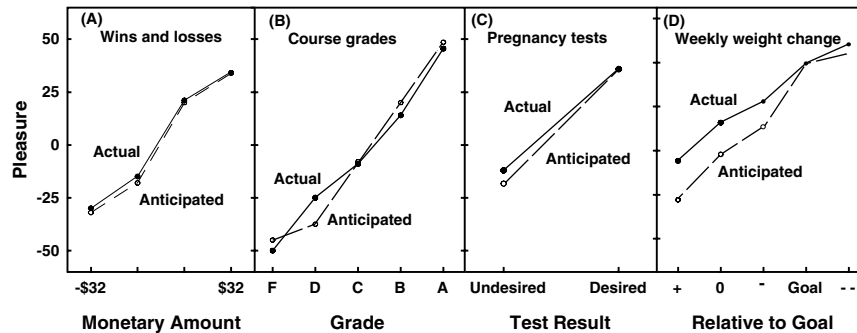 (A)
(B)
(C)
(D)
Wins and losses
Course grades
Pregnancy tests
Weekly weight change
50
25
0
-25
-50
Pleasure
Actual
Anticipated
Actual
Anticipated
Actual
Anticipated
Actual
Anticipated
-$32 $32
F D C B A
Undesired Desired
+ 0 - Goal --
Monetary Amount
Grade
Test Result
Relative to Goal